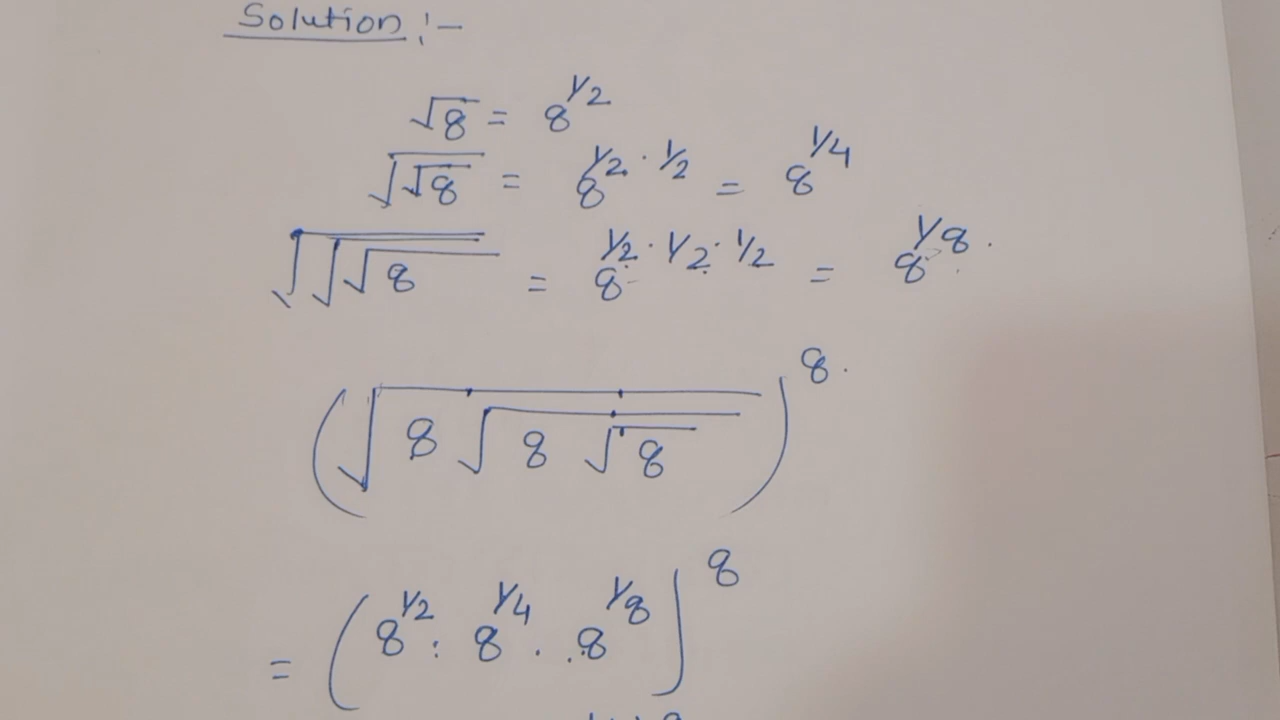 Solution :-
√8 = 8^1/2
√√8 = 8^1/2 · 1/2 = 8^1/4
√√√8 = 8^1/2 · 1/2 · 1/2 = 8^1/8 .
(√(8√(8√8)))^8 .
= (8^1/2 . 8^1/4 . 8^1/8)^8